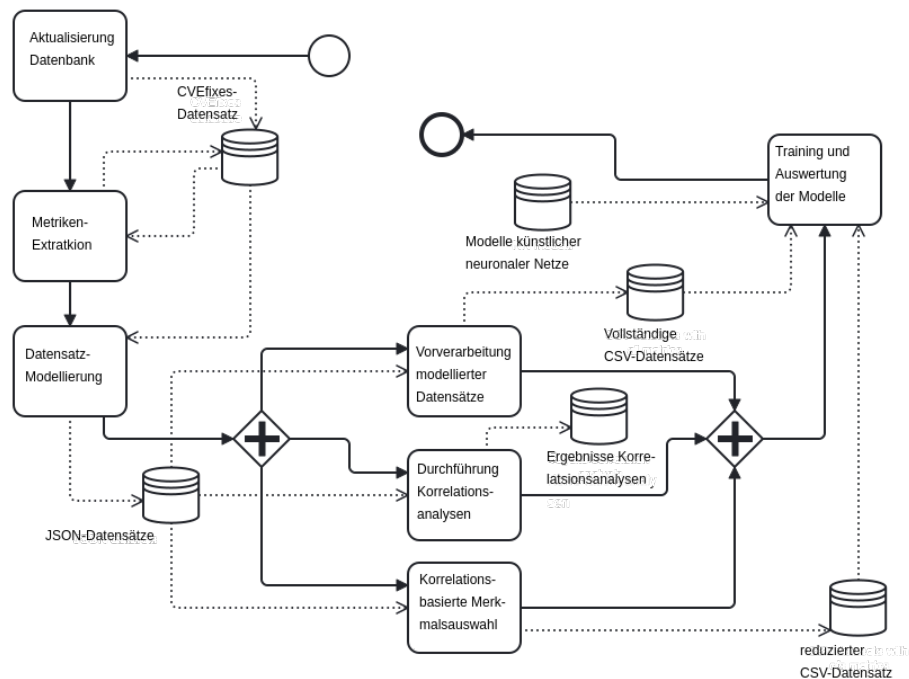 Aktualisierung
Datenbank
CVEfixes-
Datensatz
Metriken-
Extratkion
Datensatz-
Modellierung
JSON-Datensätze
Training und
Auswertung
der Modelle
Modelle künstlicher
neuronaler Netze
Vollständige
CSV-Datensätze
Vorverarbeitung
modellierter
Datensätze
Ergebnisse Korre-
latsionsanalysen
Durchführung
Korrelations-
analysen
Korrelations-
basierte Merk-
malsauswahl
reduzierter
CSV-Datensatz